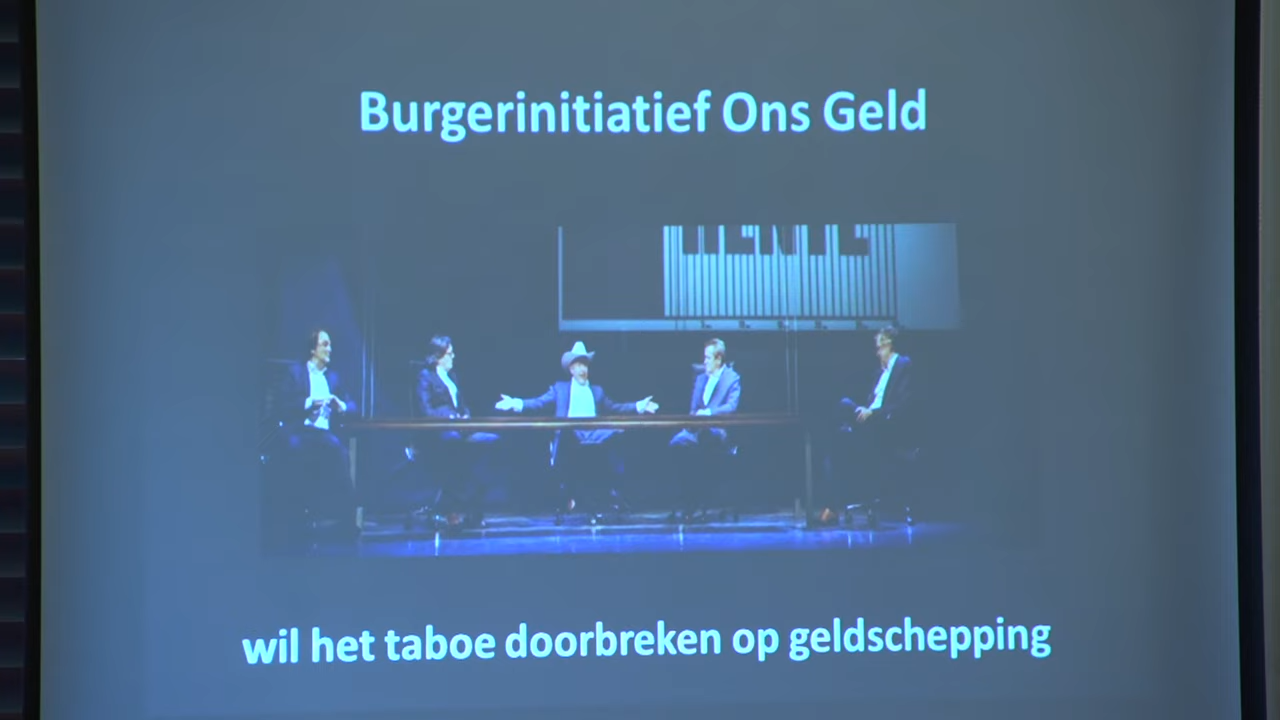 Burgerinitiatief Ons Geld
wil het taboe doorbreken op geldschepping